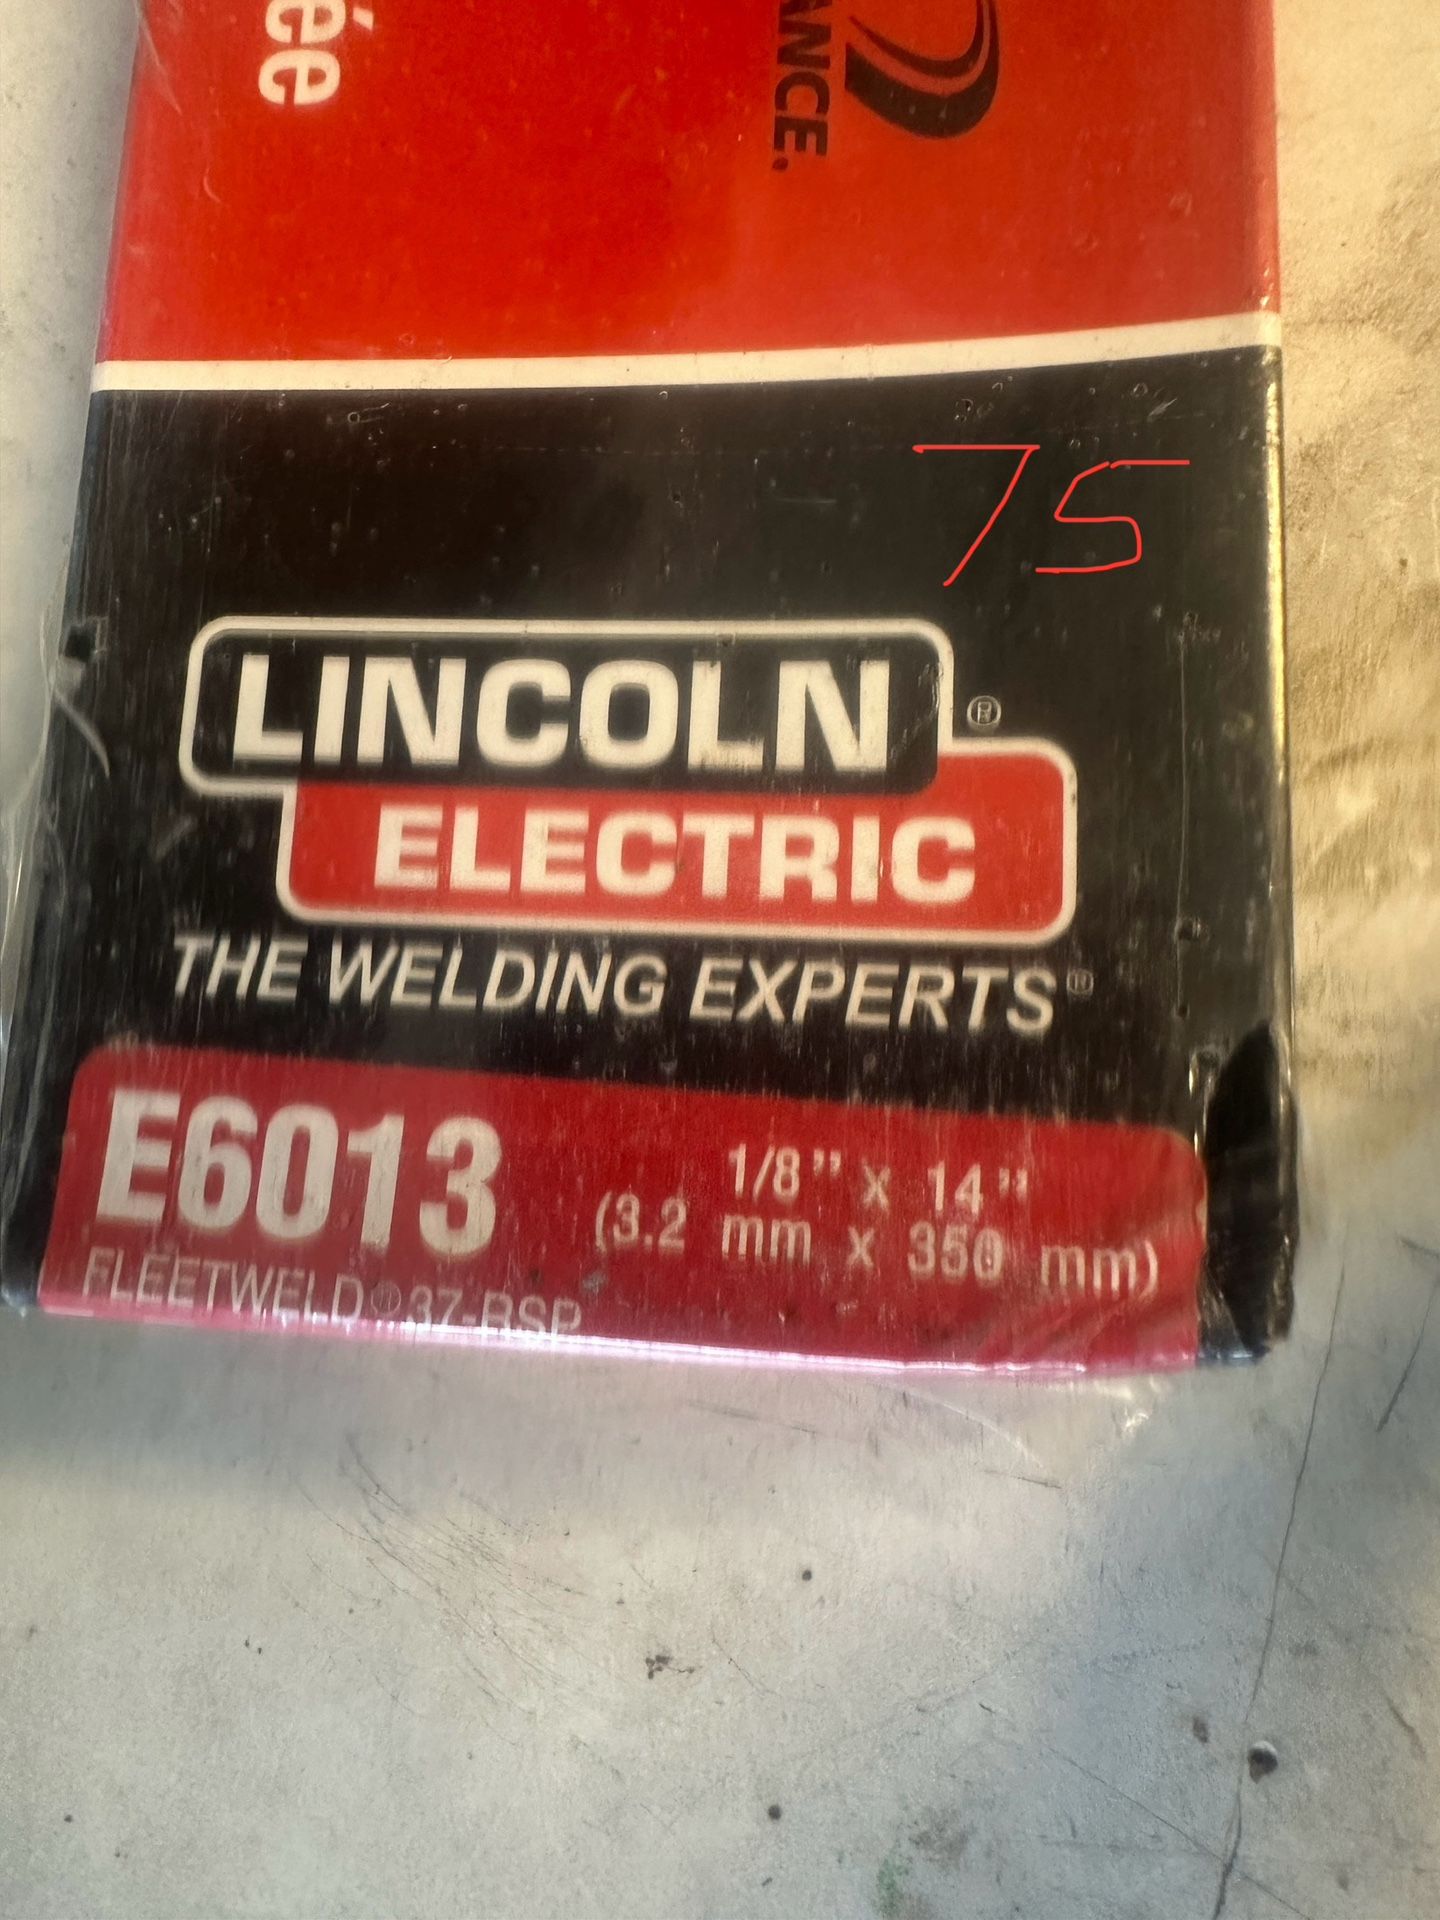 ée
ANCE.
75
LINCOLN®
ELECTRIC
THE WELDING EXPERTS®
E6013
1/8" x 14"
(3.2 mm x 350 mm)
FLEETWELD® 37-RSP